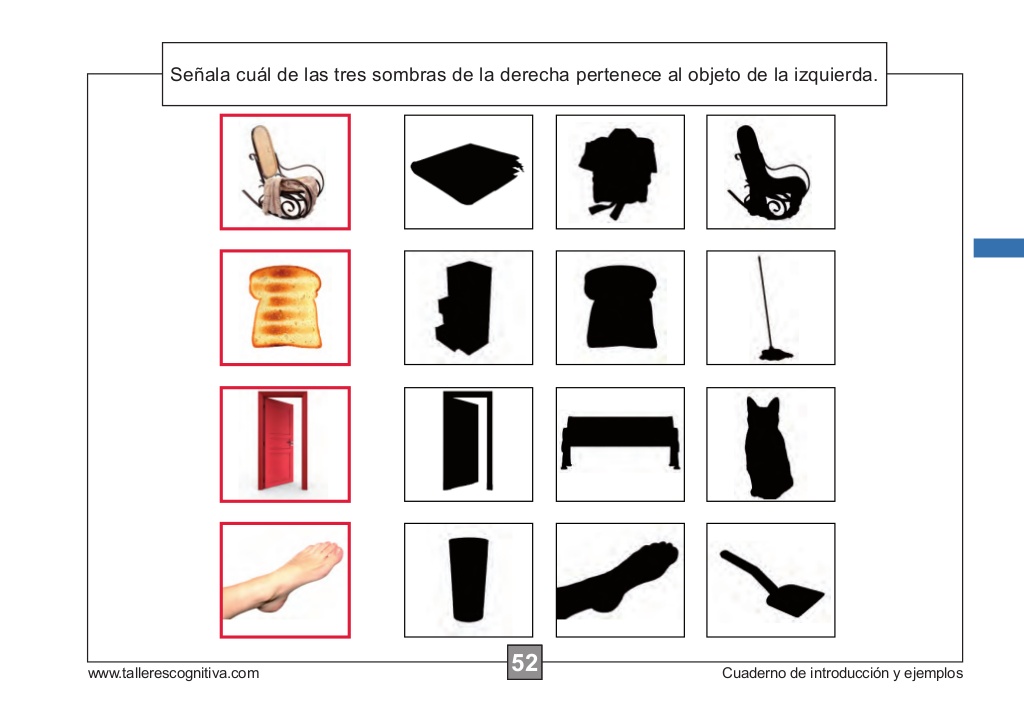 Señala cuál de las tres sombras de la derecha pertenece al objeto de la izquierda.
52
www.tallerescognitiva.com
Cuaderno de introducción y ejemplos